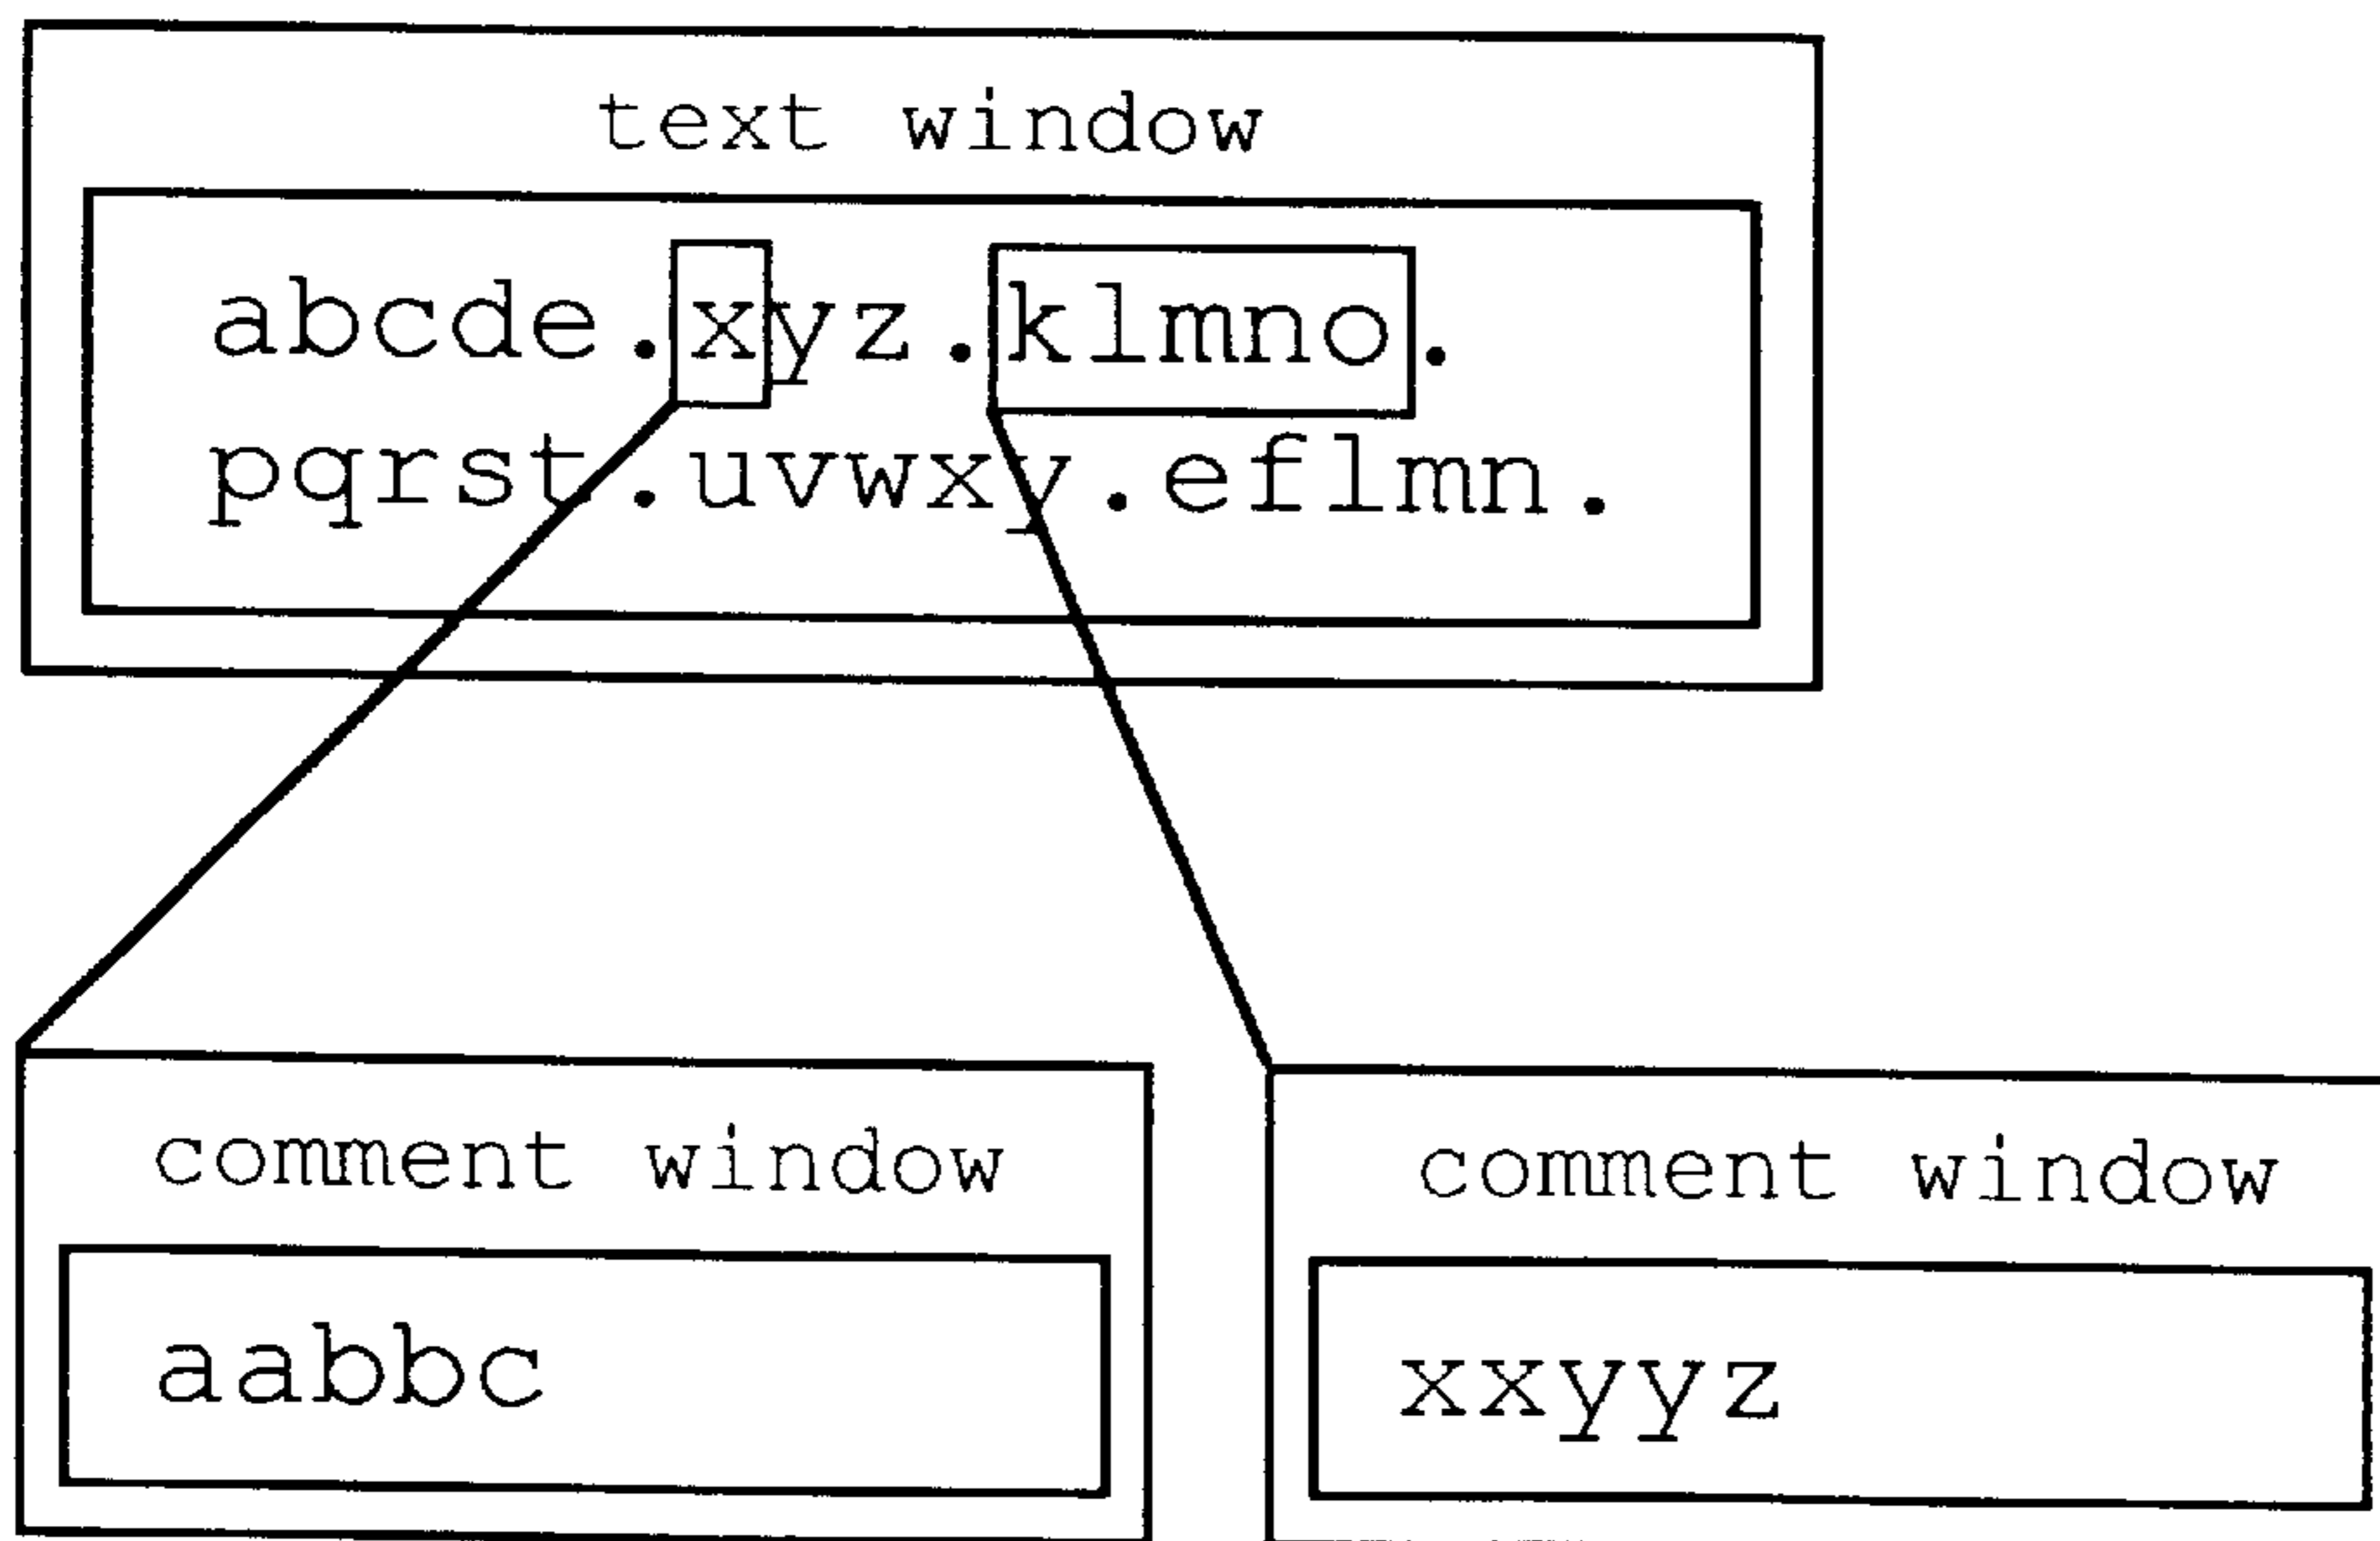 text window
abcde.xyz.klmno.
pqrst.uvwxy.eflmn.
comment window
aabbc
comment window
xxyyz